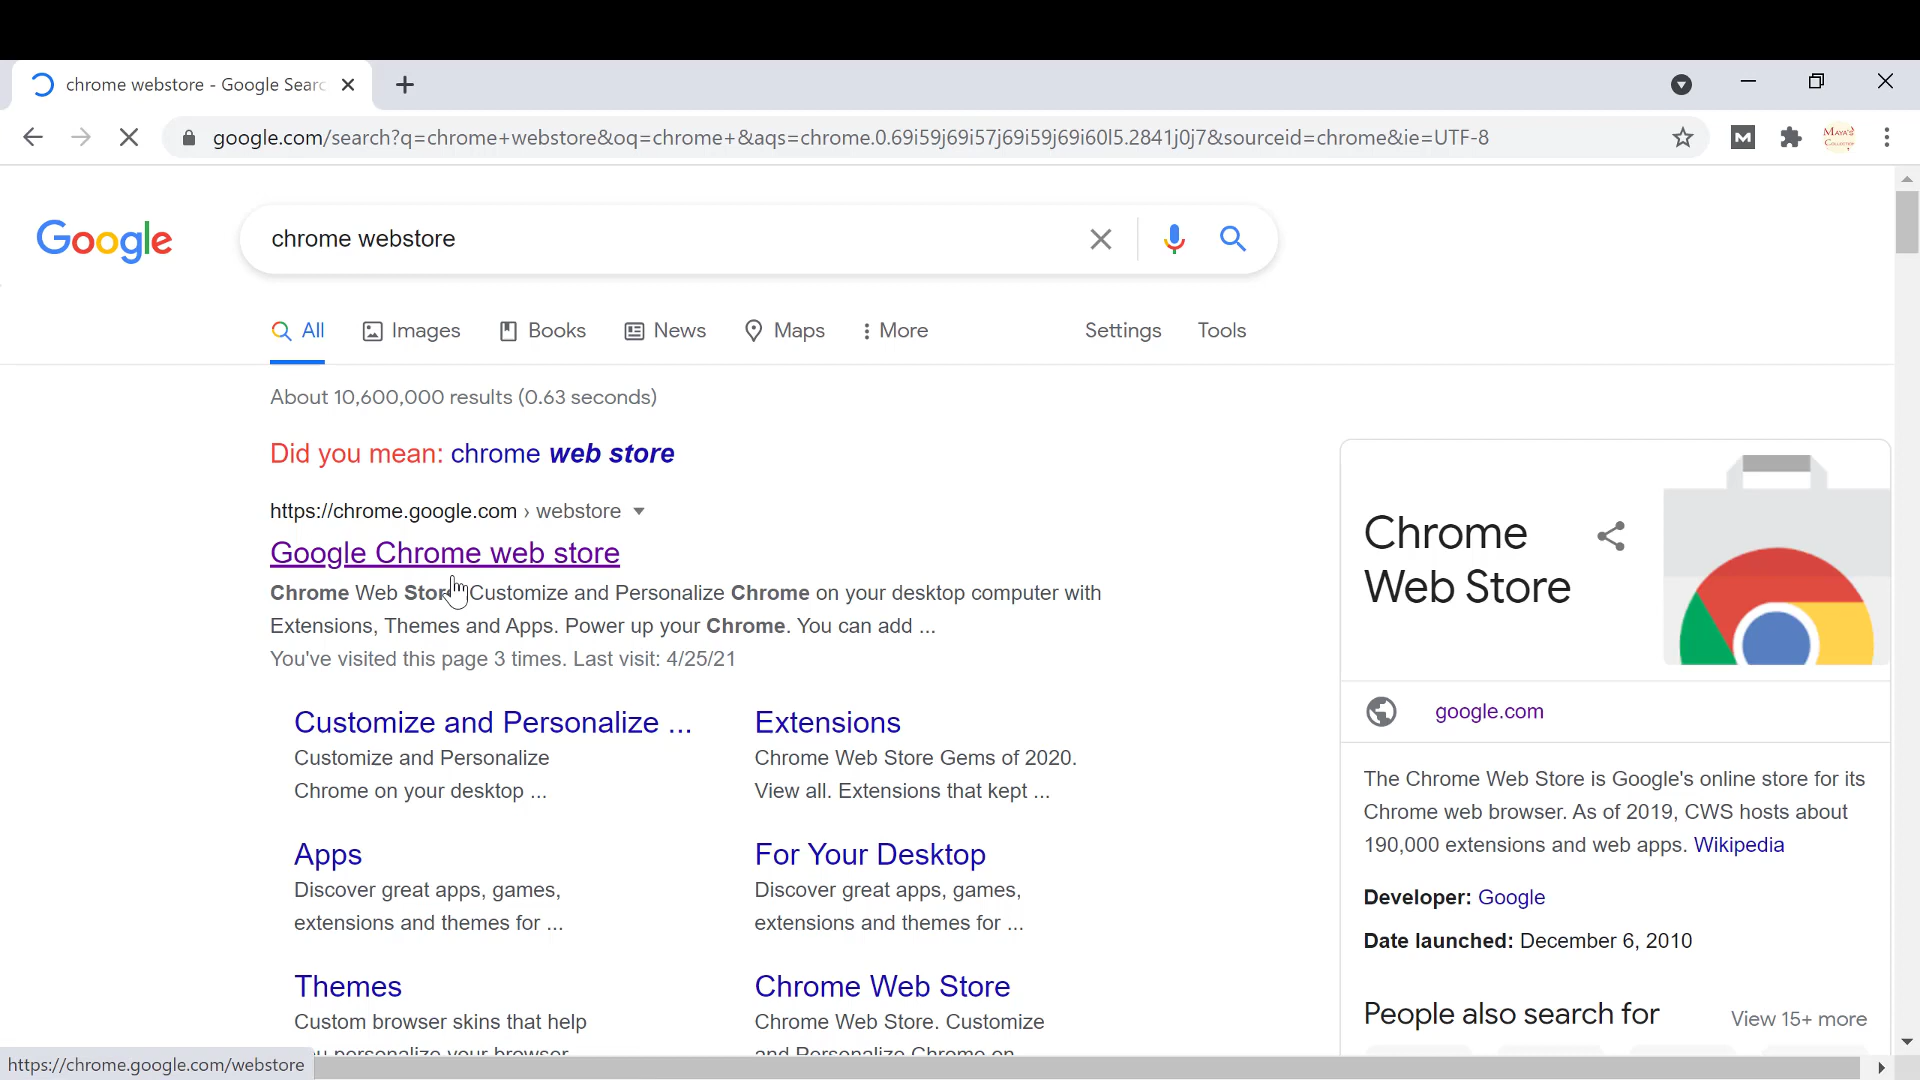 chrome webstore - Google Searc
google.com/search?q=chrome+webstore&oq=chrome+&aqs=chrome.0.69i59j69i57j69i59j69i60l5.2841j0j7&sourceid=chrome&ie=UTF-8
M
MAYA'S
Google
chrome webstore
All Images Books News Maps More Settings Tools
About 10,600,000 results (0.63 seconds)
Did you mean: chrome web store
https://chrome.google.com › webstore
Google Chrome web store
Chrome Web Stor Customize and Personalize Chrome on your desktop computer with
Extensions, Themes and Apps. Power up your Chrome. You can add ...
You've visited this page 3 times. Last visit: 4/25/21
Customize and Personalize ...
Customize and Personalize
Chrome on your desktop ...
Extensions
Chrome Web Store Gems of 2020.
View all. Extensions that kept ...
Apps
Discover great apps, games,
extensions and themes for ...
For Your Desktop
Discover great apps, games,
extensions and themes for ...
Themes
Custom browser skins that help
you personalize your browser
Chrome Web Store
Chrome Web Store. Customize
and Personalize Chrome on
Chrome
Web Store
google.com
The Chrome Web Store is Google's online store for its
Chrome web browser. As of 2019, CWS hosts about
190,000 extensions and web apps. Wikipedia
Developer: Google
Date launched: December 6, 2010
People also search for
View 15+ more
https://chrome.google.com/webstore